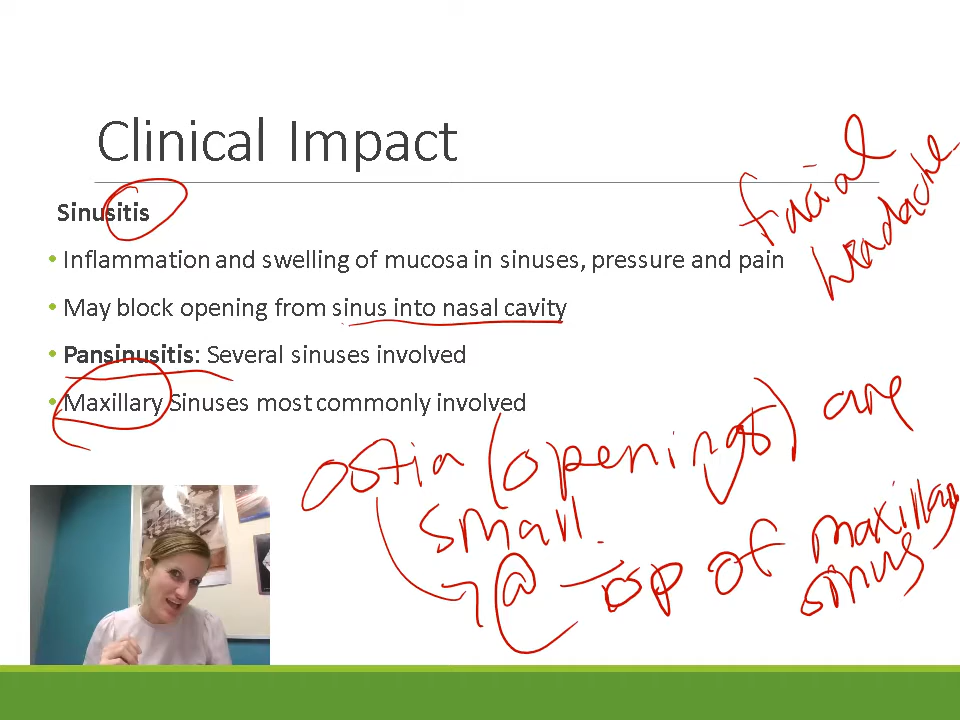 Clinical Impact
facial
headache
Sinusitis
• Inflammation and swelling of mucosa in sinuses, pressure and pain
• May block opening from sinus into nasal cavity
• Pansinusitis: Several sinuses involved
• Maxillary Sinuses most commonly involved
ostia (openings) are
small.
@ top of maxillary
sinus